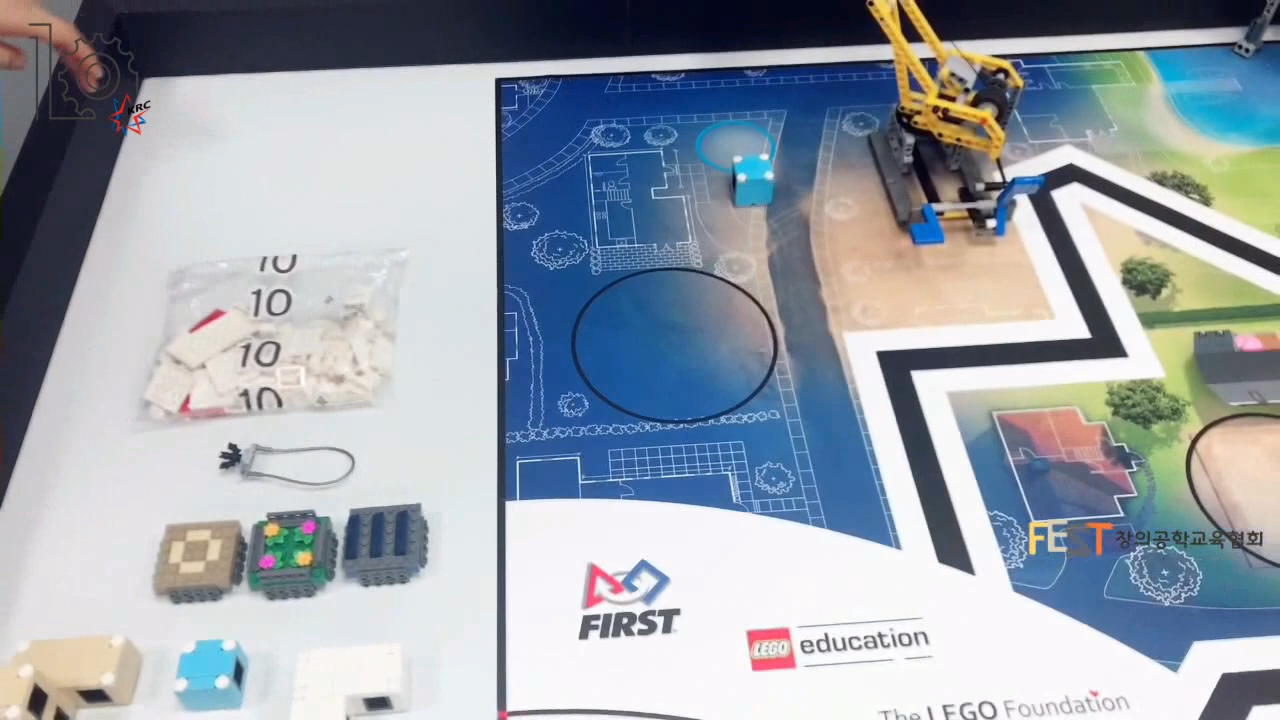 KRC
10
10
10
10
FEST 창의공학교육협회
FIRST
LEGO education
The LEGO Foundation